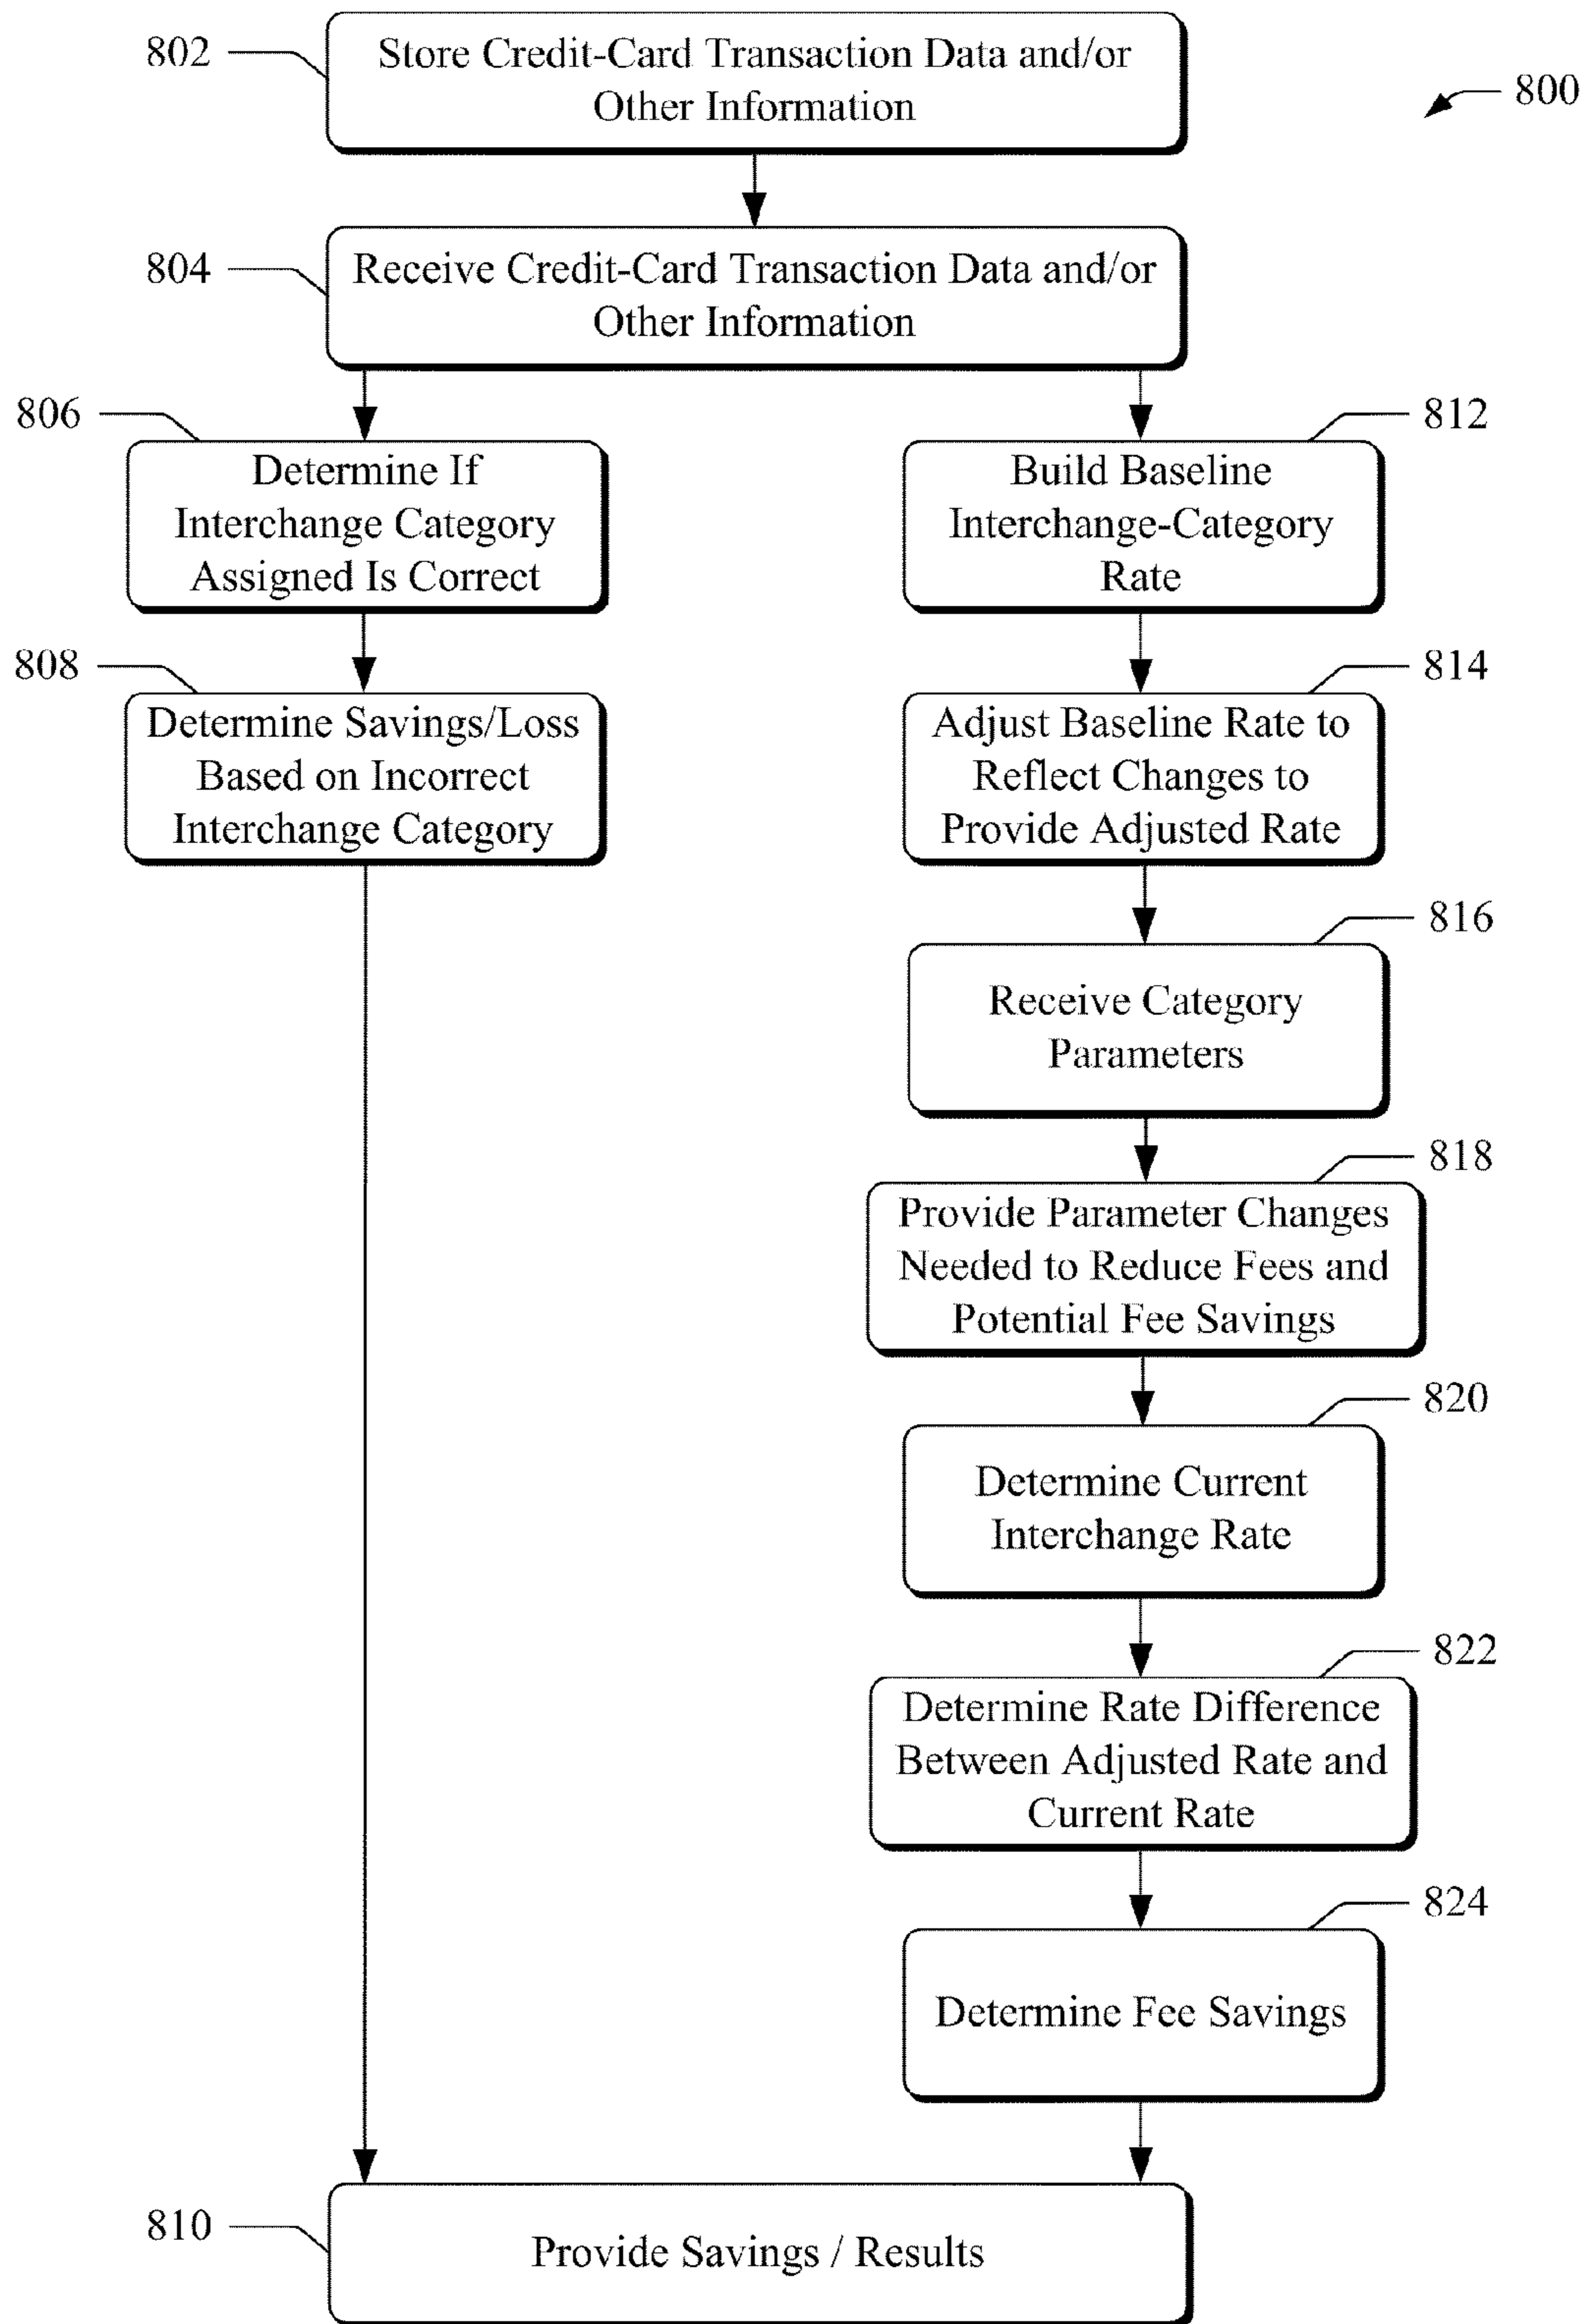 802
Store Credit-Card Transaction Data and/or
Other Information
800
804
Receive Credit-Card Transaction Data and/or
Other Information
806
Determine If
Interchange Category
Assigned Is Correct
808
Determine Savings/Loss
Based on Incorrect
Interchange Category
812
Build Baseline
Interchange-Category
Rate
814
Adjust Baseline Rate to
Reflect Changes to
Provide Adjusted Rate
816
Receive Category
Parameters
818
Provide Parameter Changes
Needed to Reduce Fees and
Potential Fee Savings
820
Determine Current
Interchange Rate
822
Determine Rate Difference
Between Adjusted Rate and
Current Rate
824
Determine Fee Savings
810
Provide Savings / Results